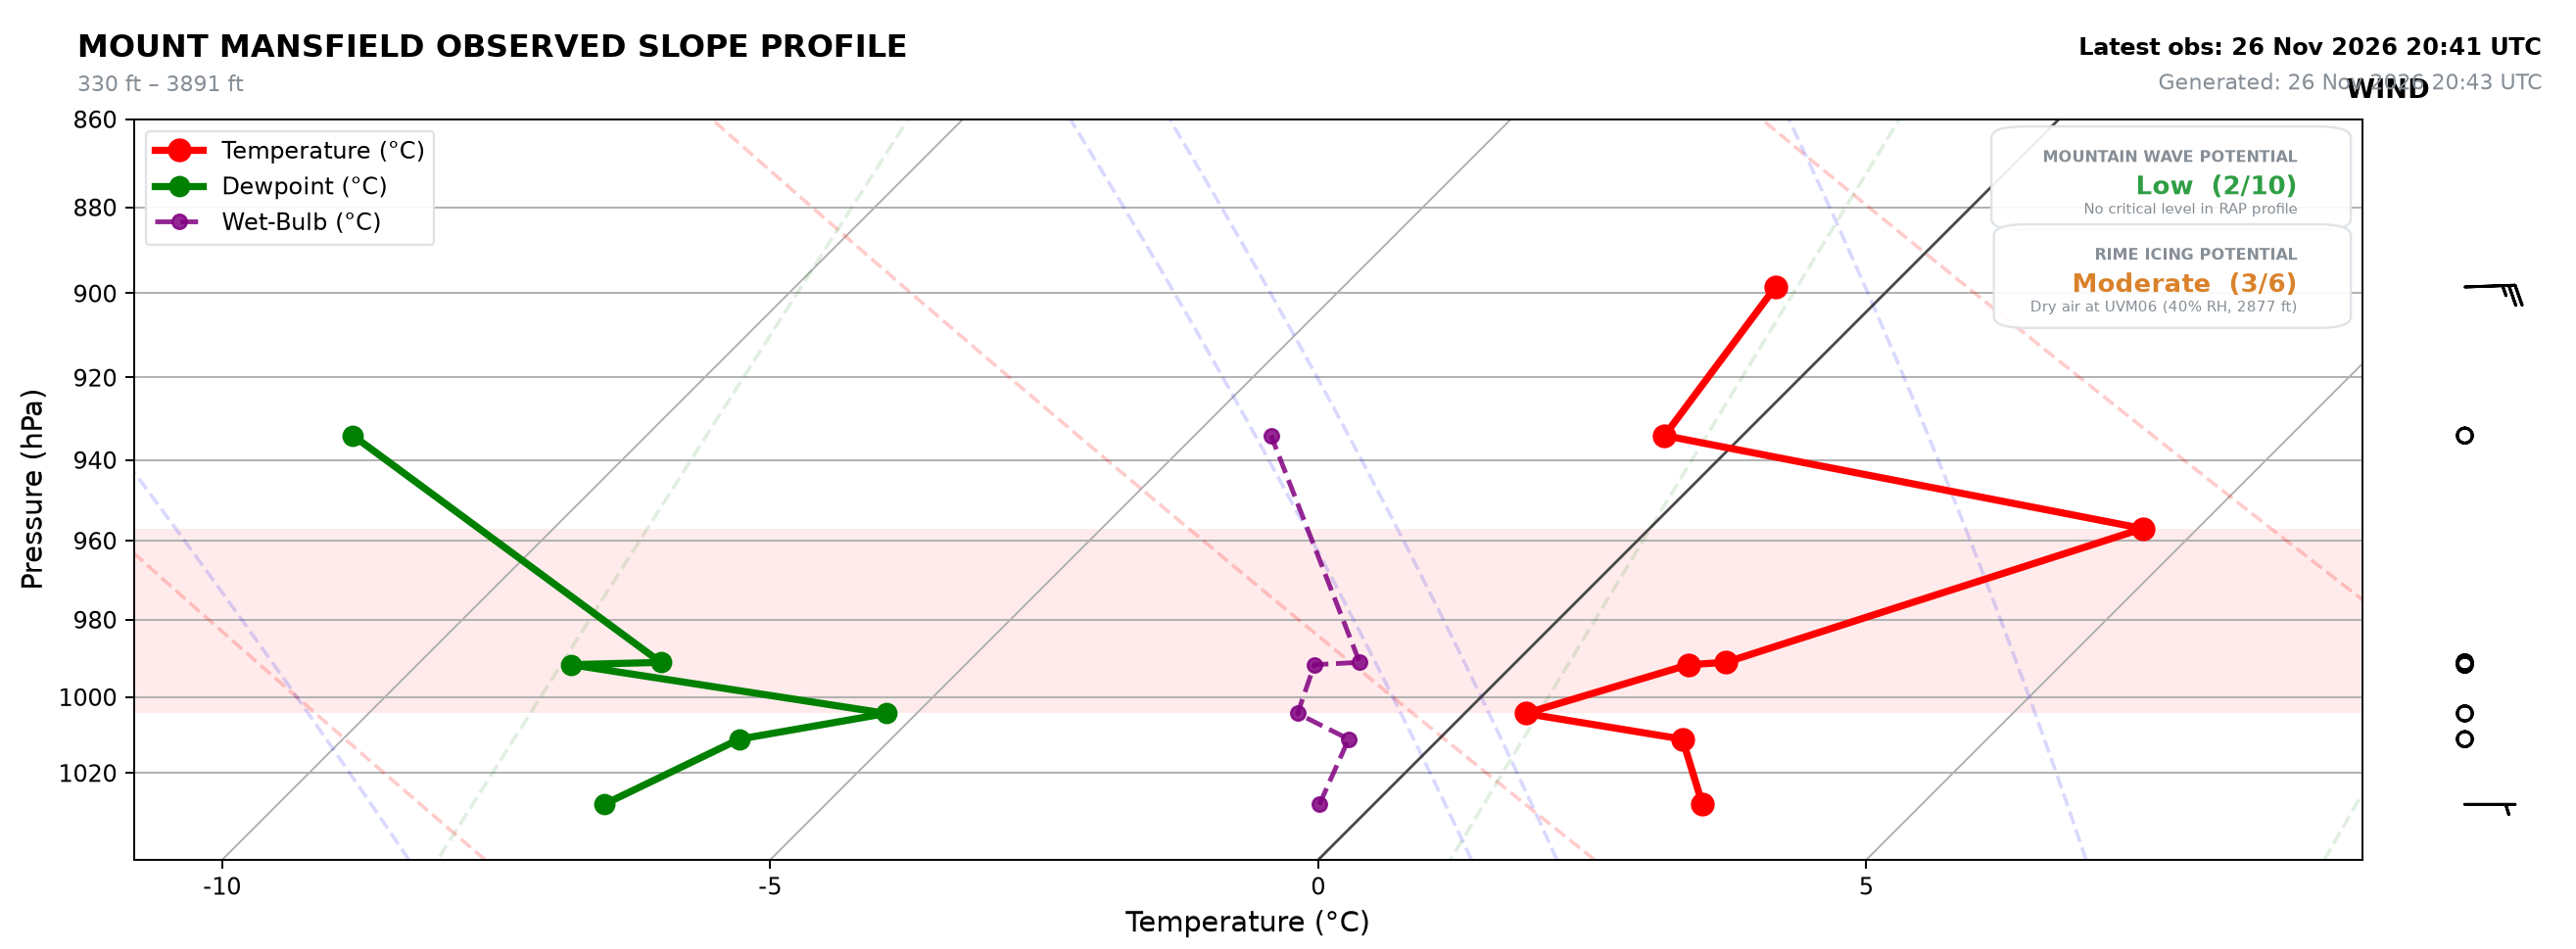 MOUNT MANSFIELD OBSERVED SLOPE PROFILE
330 ft – 3891 ft
Latest obs: 26 Nov 2026 20:41 UTC
Generated: 26 Nov 2026 20:43 UTC
WIND
Temperature (°C)
Dewpoint (°C)
Wet-Bulb (°C)
MOUNTAIN WAVE POTENTIAL
Low (2/10)
No critical level in RAP profile
RIME ICING POTENTIAL
Moderate (3/6)
Dry air at UVM06 (40% RH, 2877 ft)
Pressure (hPa)
860
880
900
920
940
960
980
1000
1020
-10
-5
0
5
Temperature (°C)